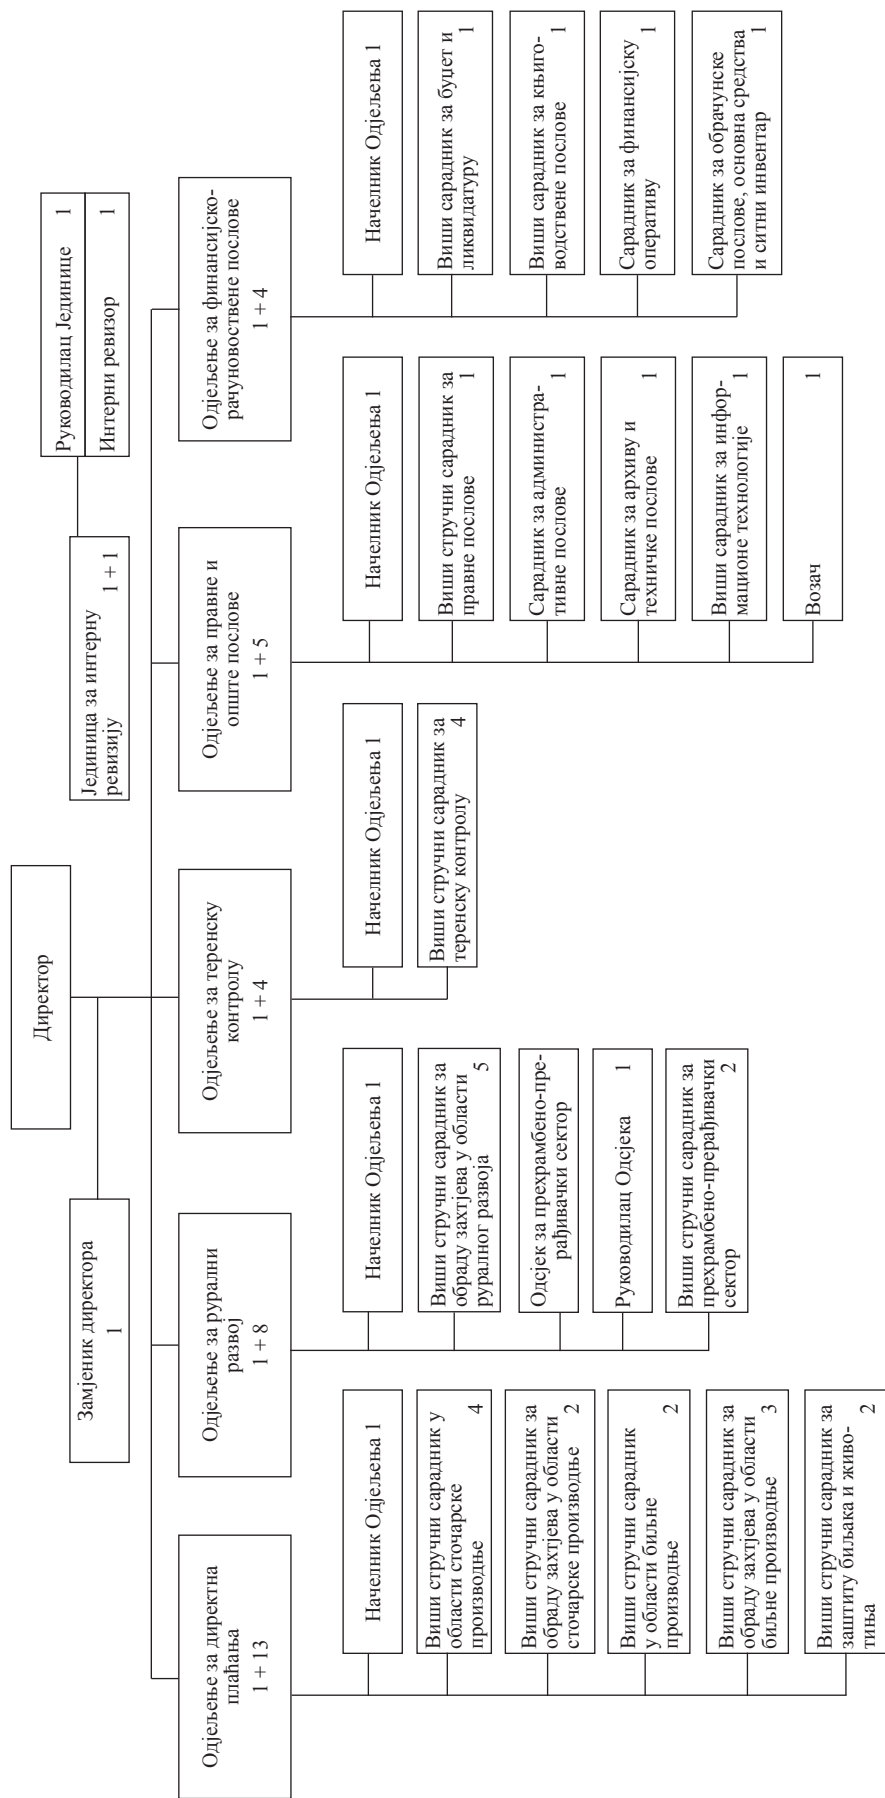 Директор
Замјеник директора
1
Јединица за интерну
ревизију 1 + 1
Руководилац Јединице 1
Интерни ревизор 1
Одјељење за директна
плаћања
1 + 13
Начелник Одјељења 1
Виши стручни сарадник у
области сточарске
производње 4
Виши стручни сарадник за
обраду захтјева у области
сточарске производње 2
Виши стручни сарадник
у области биљне
производње 2
Виши стручни сарадник за
обраду захтјева у области
биљне производње 3
Виши стручни сарадник за
заштиту биљака и живо-
тиња 2
Одјељење за рурални
развој
1 + 8
Начелник Одјељења 1
Виши стручни сарадник за
обраду захтјева у области
руралног развоја 5
Одсјек за прехрамбено-пре-
рађивачки сектор
Руководилац Одсјека 1
Виши стручни сарадник за
прехрамбено-прерађивачки
сектор 2
Одјељење за теренску
контролу
1 + 4
Начелник Одјељења 1
Виши стручни сарадник за
теренску контролу 4
Одјељење за правне и
опште послове
1 + 5
Начелник Одјељења 1
Виши стручни сарадник за
правне послове 1
Сарадник за администра-
тивне послове 1
Сарадник за архиву и
техничке послове 1
Виши сарадник за инфор-
мационе технологије 1
Возач 1
Одјељење за финансијско-
рачуновоствене послове
1 + 4
Начелник Одјељења 1
Виши сарадник за буџет и
ликвидатуру 1
Виши сарадник за књиго-
водствене послове 1
Сарадник за финансијску
оперативу 1
Сарадник за обрачунске
послове, основна средства
и ситни инвентар 1